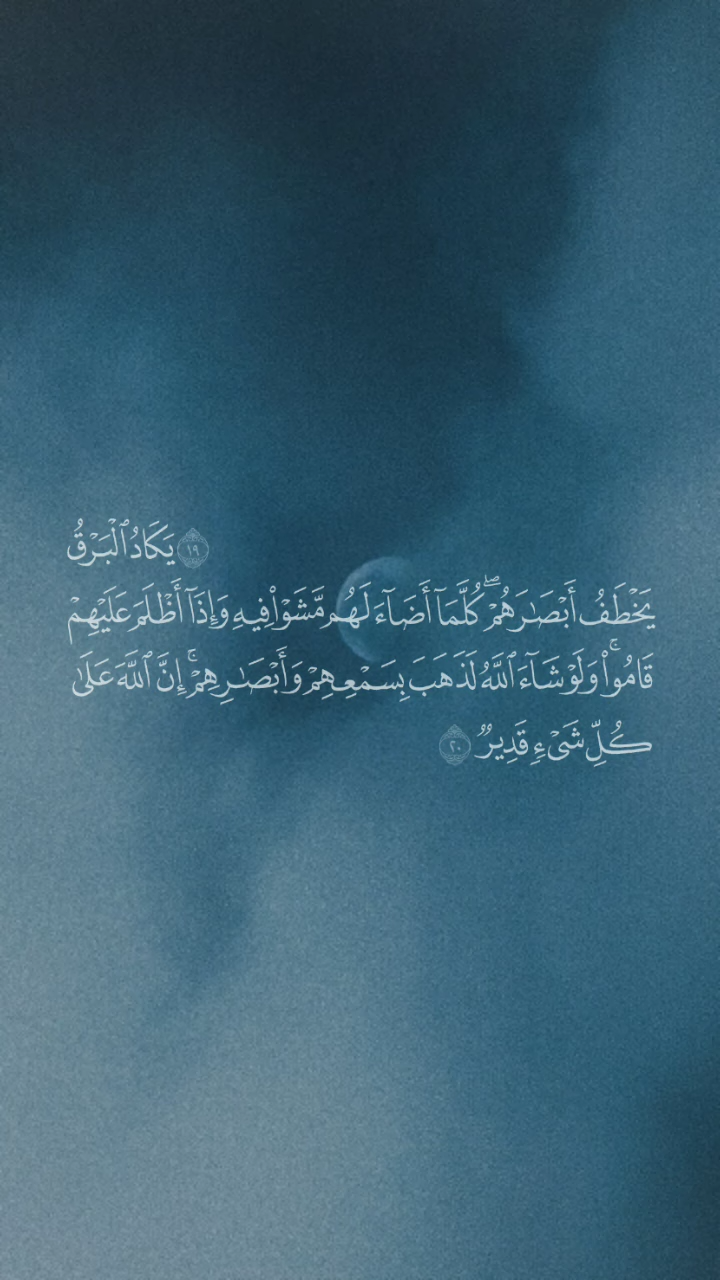 ١٩ يَكَادُ ٱلْبَرْقُ
يَخْطَفُ أَبْصَـٰرَهُمْ ۖ كُلَّمَآ أَضَآءَ لَهُم مَّشَوْا۟ فِيهِ وَإِذَآ أَظْلَمَ عَلَيْهِمْ
قَامُوا۟ ۚ وَلَوْ شَآءَ ٱللَّهُ لَذَهَبَ بِسَمْعِهِمْ وَأَبْصَـٰرِهِمْ ۚ إِنَّ ٱللَّهَ عَلَىٰ
كُلِّ شَىْءٍ قَدِيرٌ ٢٠